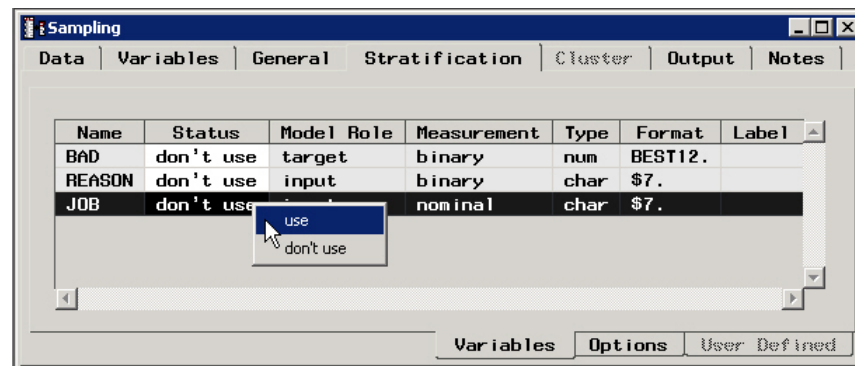 Sampling
Data Variables General Stratification Cluster Output Notes
Name Status Model Role Measurement Type Format Label
BAD don't use target binary num BEST12.
REASON don't use input binary char $7.
JOB don't use nominal char $7.
use
don't use
Variables Options User Defined